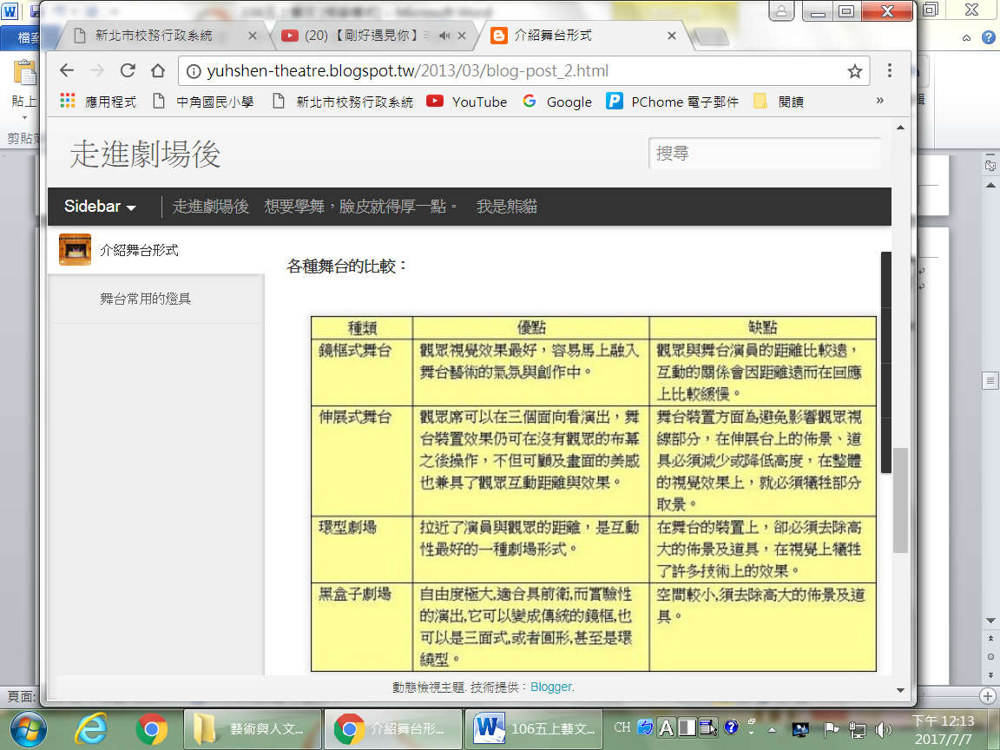 106五上藝文 [相容模式] - Microsoft Word
檔案
新北市校務行政系統
(20) 【剛好遇見你】
介紹舞台形式
yuhshen-theatre.blogspot.tw/2013/03/blog-post_2.html
貼上
應用程式
中角國民小學
新北市校務行政系統
YouTube
Google
PChome 電子郵件
閱讀
»
走進劇場後
搜尋
Sidebar
走進劇場後
想要學舞，臉皮就得厚一點。
我是熊貓
介紹舞台形式
舞台常用的燈具
各種舞台的比較：
種類 優點 缺點
鏡框式舞台
觀眾視覺效果最好，容易馬上融入
舞台藝術的氣氛與創作中。
觀眾與舞台演員的距離比較遠，
互動的關係會因距離遠而在回應
上比較緩慢。
伸展式舞台
觀眾席可以在三個面向看演出，舞
台裝置效果仍可在沒有觀眾的布幕
之後操作，不但可顧及畫面的美感
也兼具了觀眾互動距離與效果。
舞台裝置方面為避免影響觀眾視
線部分，在伸展台上的佈景、道
具必須減少或降低高度，在整體
的視覺效果上，就必須犧牲部分
取景。
環型劇場
拉近了演員與觀眾的距離，是互動
性最好的一種劇場形式。
在舞台的裝置上，卻必須去除高
大的佈景及道具，在視覺上犧牲
了許多技術上的效果。
黑盒子劇場
自由度極大,適合具前衛,而實驗性
的演出,它可以變成傳統的鏡框,也
可以是三面式,或者圓形,甚至是環
繞型。
空間較小,須去除高大的佈景及道
具。
動態檢視主題. 技術提供：Blogger.
頁面:
藝術與人文...
介紹舞台形...
106五上藝文...
CH
下午 12:13
2017/7/7